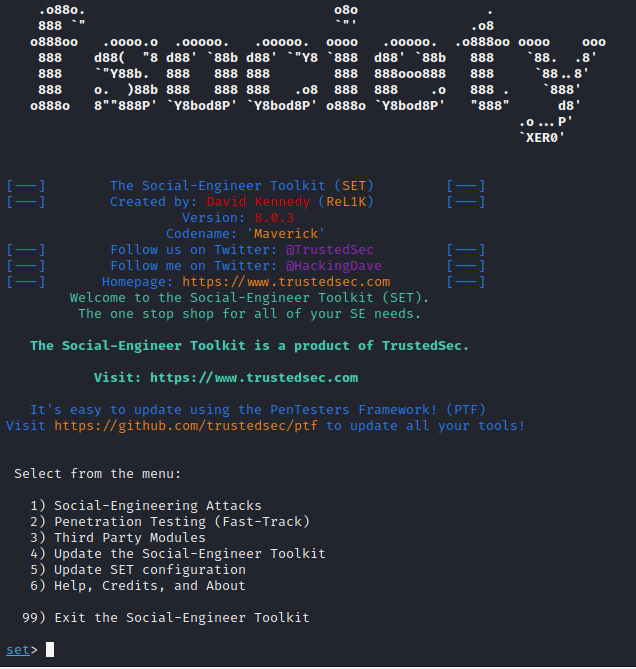 .o88o.                               o8o                .
  888 `"                               `"'              .o8
 o888oo   .oooo.o  .ooooo.   .ooooo.  oooo   .ooooo.  .o888oo oooo    ooo
  888    d88(  "8 d88' `88b d88' `"Y8 `888  d88' `88b   888    `88.  .8'
  888    `"Y88b.  888   888 888        888  888ooo888   888     `88..8'
  888    o.  )88b 888   888 888   .o8  888  888    .o   888 .    `888'
 o888o   8""888P' `Y8bod8P' `Y8bod8P' o888o `Y8bod8P'   "888"      d8'
                                                              .o...P'
                                                              `XER0'
[---] The Social-Engineer Toolkit (SET) [---]
[---] Created by: David Kennedy (ReL1K) [---]
Version: 8.0.3
Codename: 'Maverick'
[---] Follow us on Twitter: @TrustedSec [---]
[---] Follow me on Twitter: @HackingDave [---]
[---] Homepage: https://www.trustedsec.com [---]
Welcome to the Social-Engineer Toolkit (SET).
The one stop shop for all of your SE needs.
The Social-Engineer Toolkit is a product of TrustedSec.
Visit: https://www.trustedsec.com
It's easy to update using the PenTesters Framework! (PTF)
Visit https://github.com/trustedsec/ptf to update all your tools!
Select from the menu:
1) Social-Engineering Attacks
2) Penetration Testing (Fast-Track)
3) Third Party Modules
4) Update the Social-Engineer Toolkit
5) Update SET configuration
6) Help, Credits, and About
99) Exit the Social-Engineer Toolkit
set>